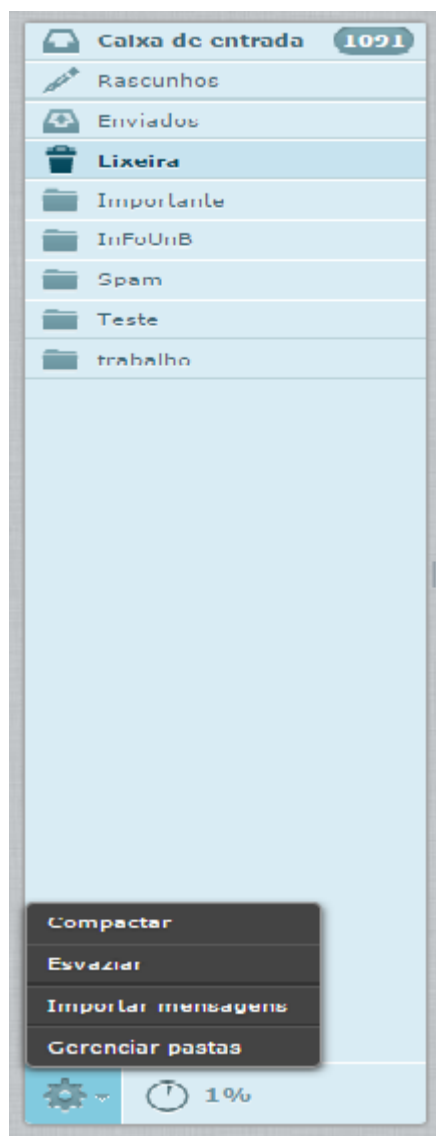 Caixa de entrada 1091
Rascunhos
Enviados
Lixeira
Importante
InFoUnB
Spam
Teste
trabalho
Compactar
Esvaziar
Importar mensagens
Gerenciar pastas
1%